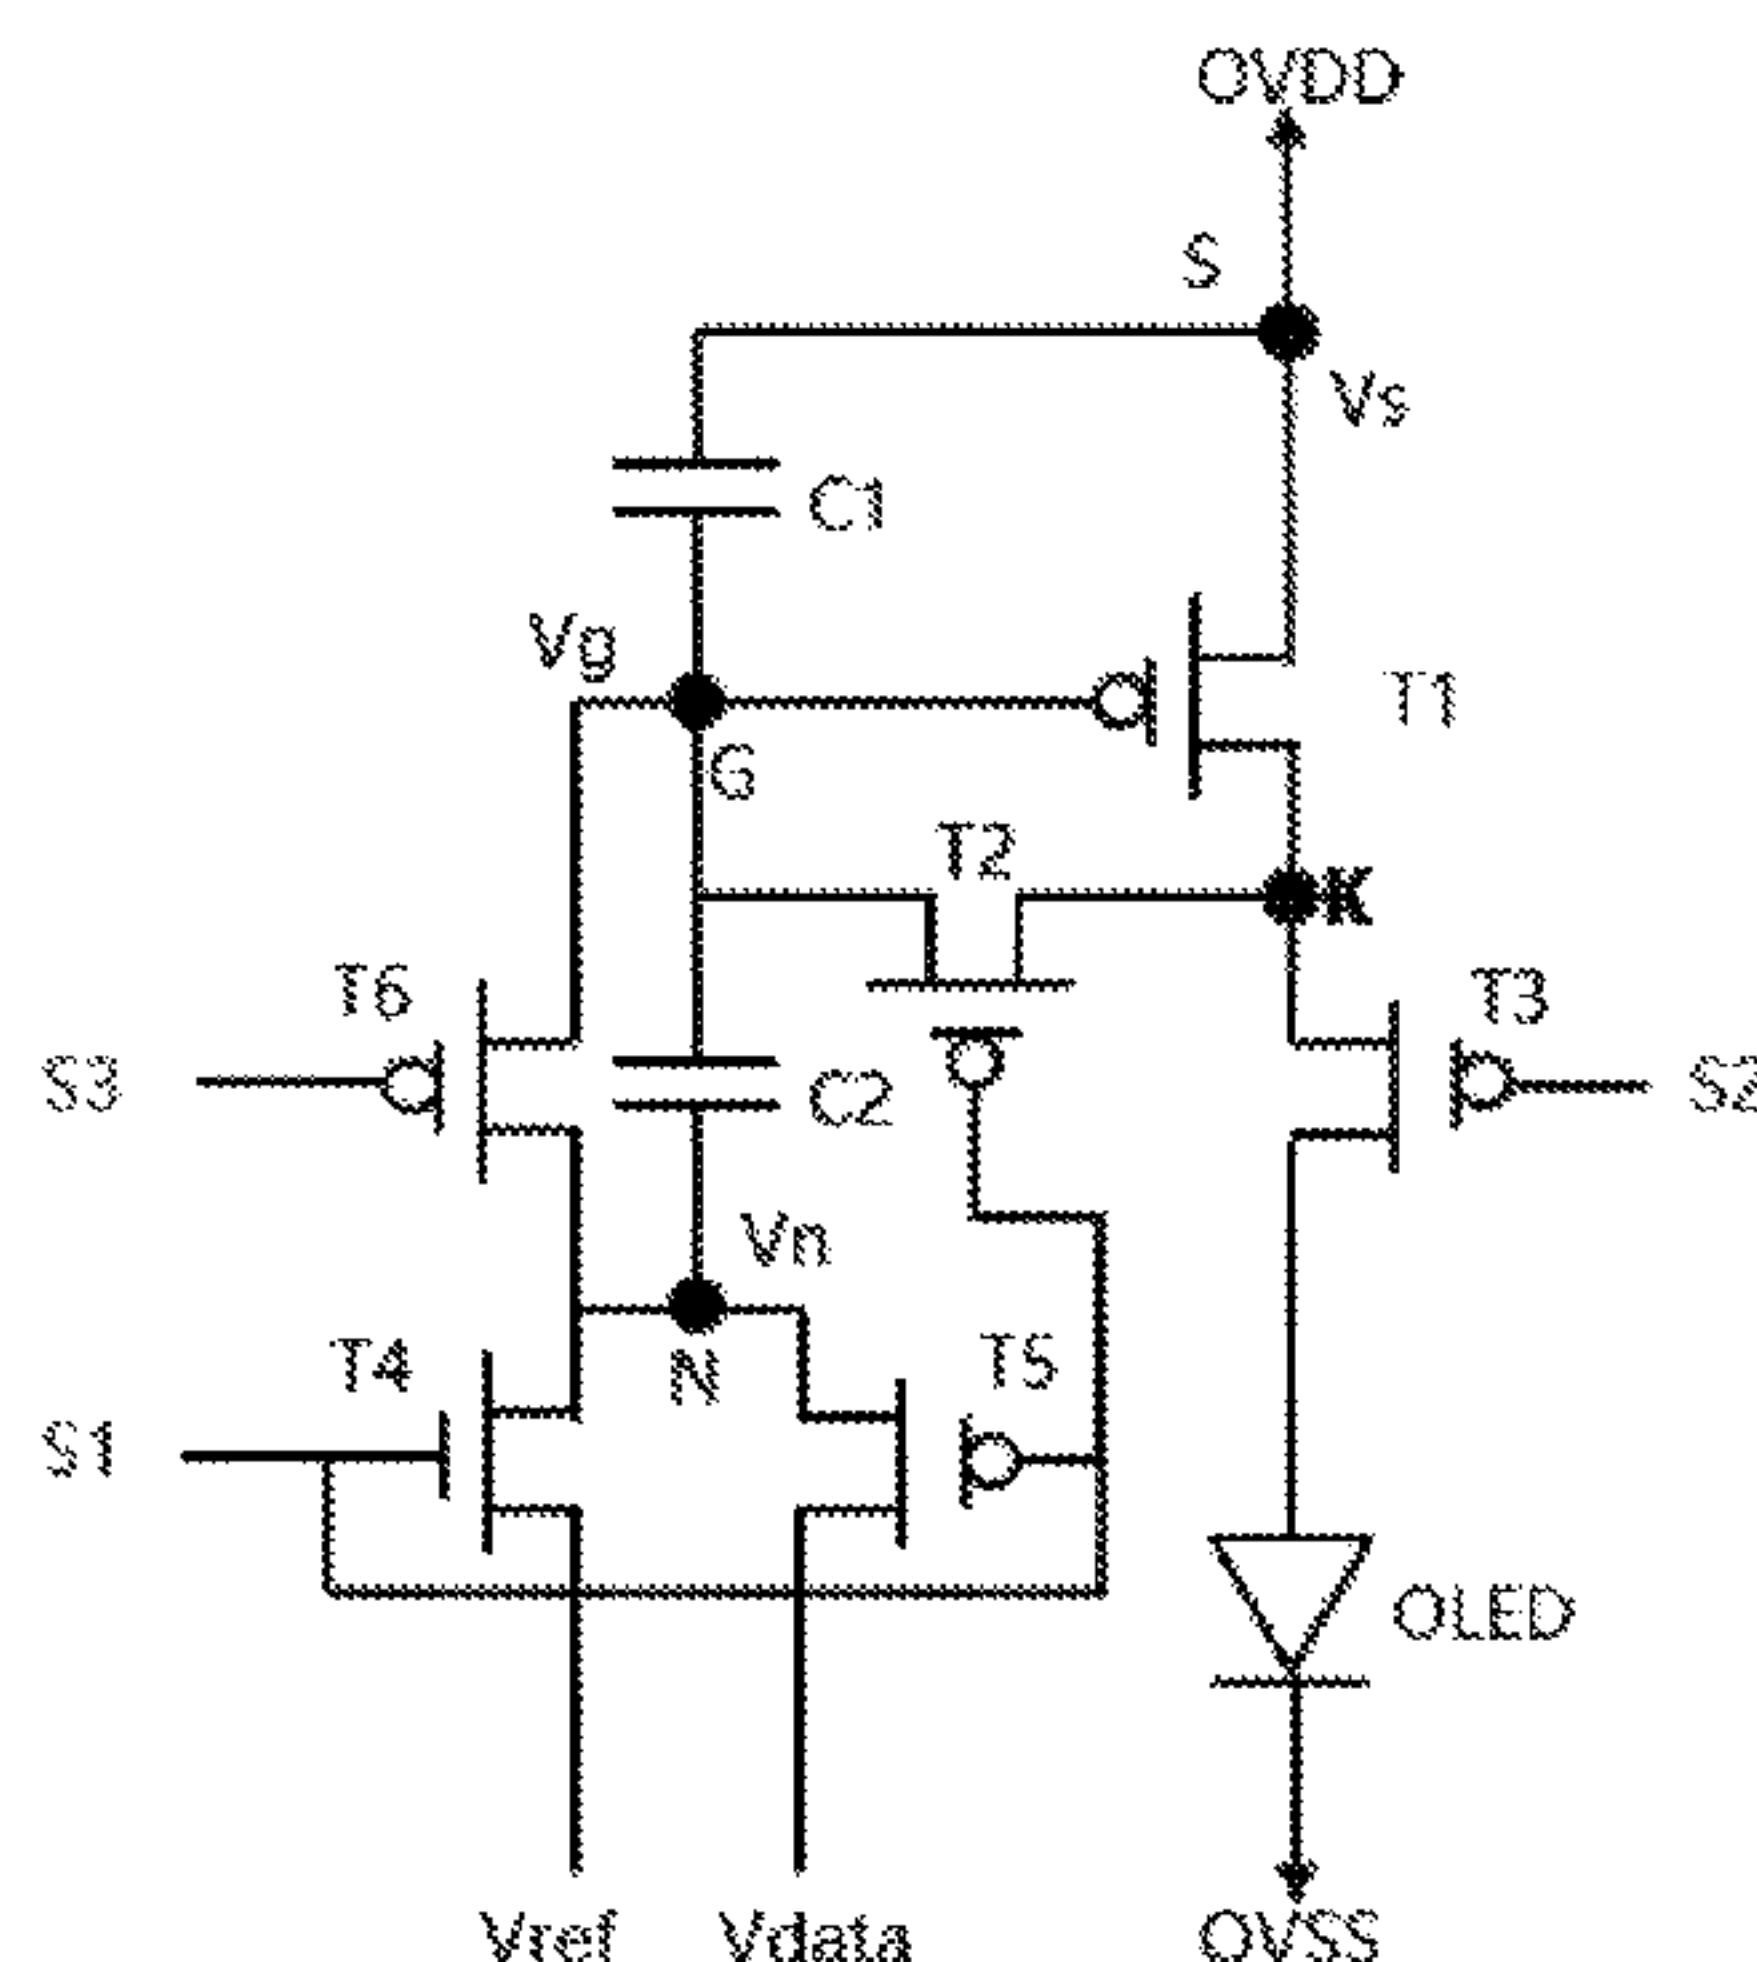 OVDD
S
Vs
C1
Vg
G
T1
T2
K
T6
T3
S3
C2
S2
Vn
T4
N
T5
S1
OLED
Vref
Vdata
OVSS